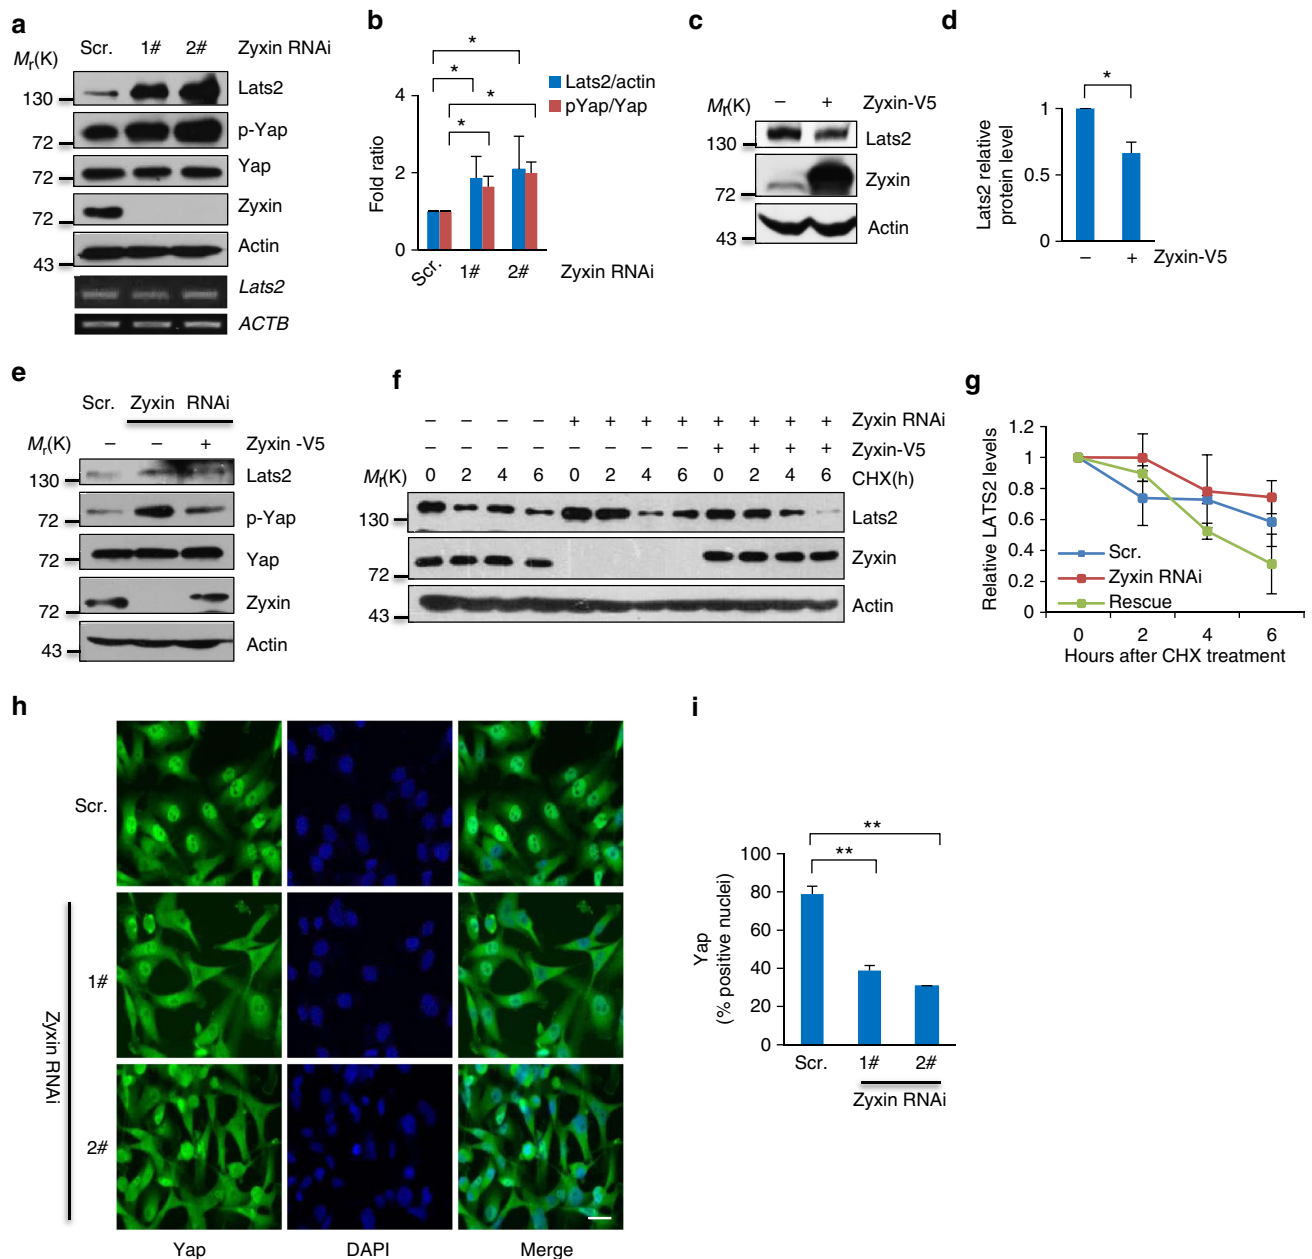 a
Scr. 1# 2# Zyxin RNAi
Mr(K)
Lats2
130
p-Yap
72
Yap
72
Zyxin
72
Actin
43
Lats2
ACTB
b
* 
*
*
*
Lats2/actin
pYap/Yap
4
2
0
Fold ratio
Scr. 1# 2# Zyxin RNAi
c
Mr(K) – + Zyxin-V5
Lats2
130
Zyxin
72
Actin
43
d
*
1
0.5
0
Lats2 relative
protein level
– + Zyxin-V5
e
Scr. Zyxin RNAi
Mr(K) – – + Zyxin -V5
Lats2
130
p-Yap
72
Yap
72
Zyxin
72
Actin
43
f
– – – – + + + + + + + + Zyxin RNAi
– – – – – – – – + + + + Zyxin-V5
Mr(K) 0 2 4 6 0 2 4 6 0 2 4 6 CHX(h)
Lats2
130
Zyxin
72
Actin
43
g
1.2
1
0.8
0.6
0.4
0.2
0
Relative LATS2 levels
Scr.
Zyxin RNAi
Rescue
0 2 4 6
Hours after CHX treatment
h
Scr.
1#
2#
Zyxin RNAi
Yap DAPI Merge
i
**
**
100
80
60
40
20
0
Yap
(% positive nuclei)
Scr. 1# 2#
Zyxin RNAi